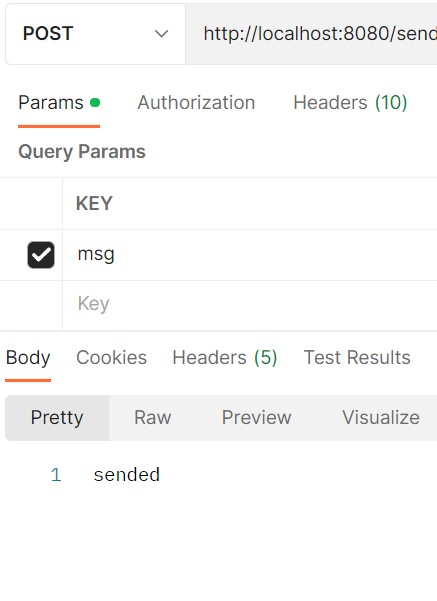 POST http://localhost:8080/send
Params Authorization Headers (10)
Query Params
KEY
msg
Key
Body Cookies Headers (5) Test Results
Pretty Raw Preview Visualize
1 sended